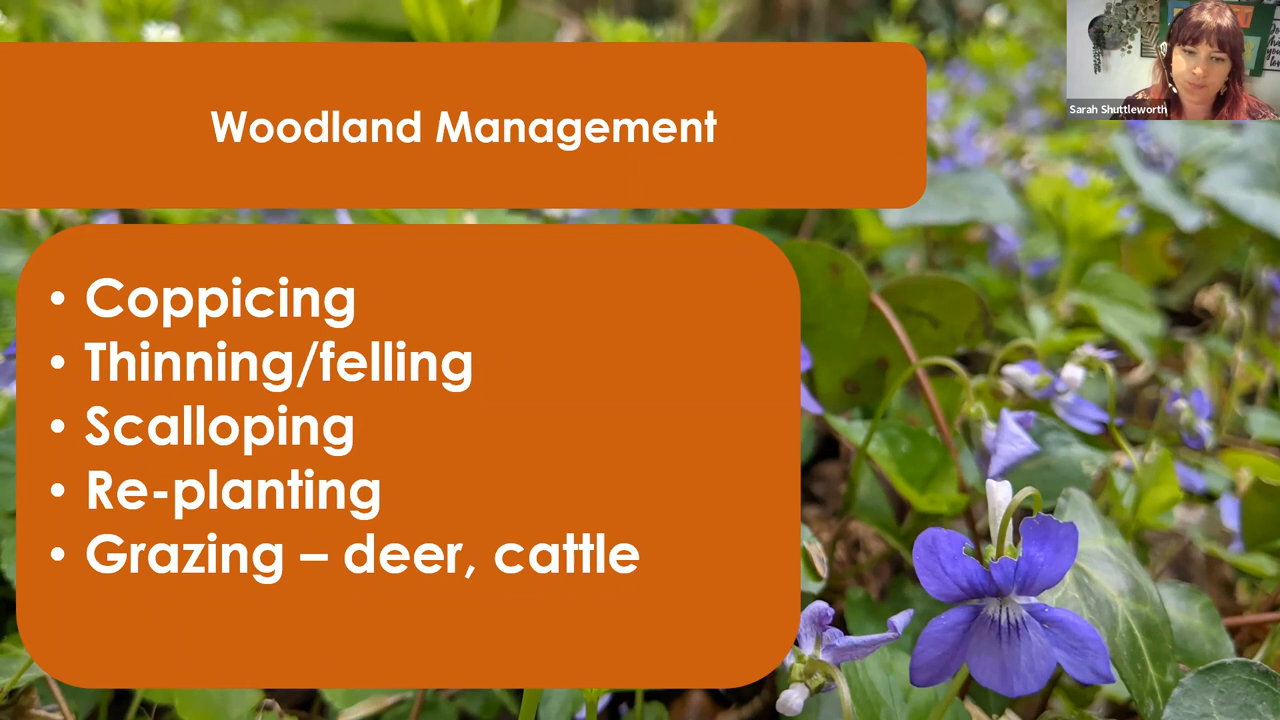 Woodland Management
Sarah Shuttleworth
• Coppicing
• Thinning/felling
• Scalloping
• Re-planting
• Grazing – deer, cattle